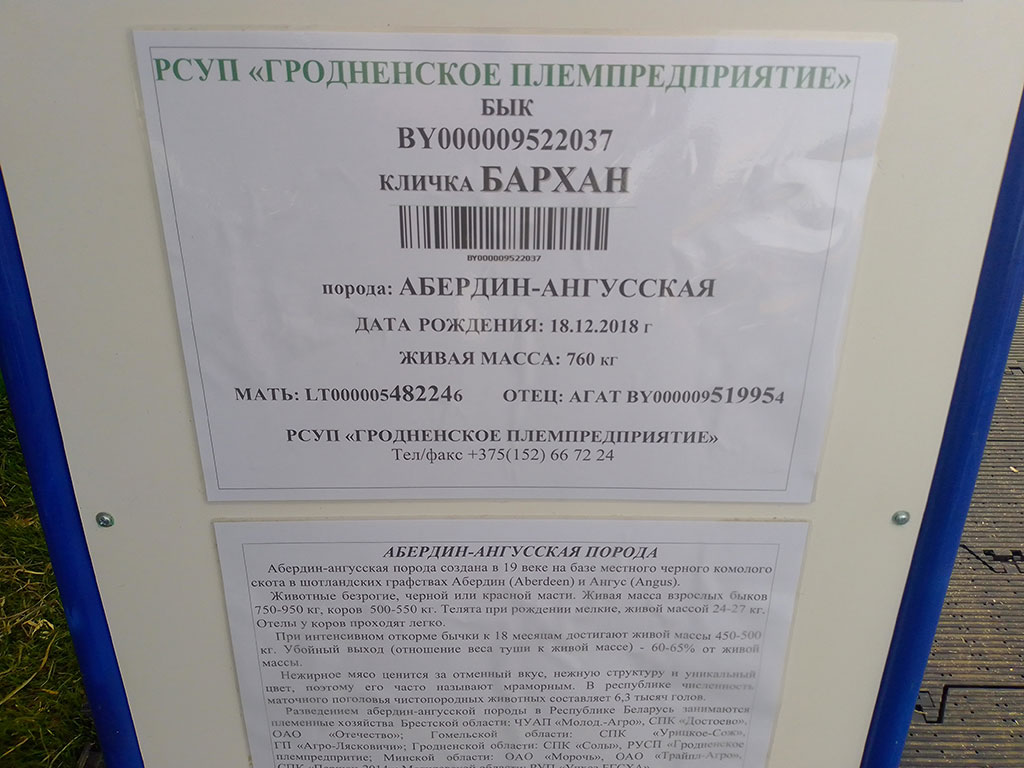 РСУП «ГРОДНЕНСКОЕ ПЛЕМПРЕДПРИЯТИЕ»
БЫК
BY000009522037
КЛИЧКА БАРХАН
BY000009522037
порода: АБЕРДИН-АНГУССКАЯ
ДАТА РОЖДЕНИЯ: 18.12.2018 г
ЖИВАЯ МАССА: 760 кг
МАТЬ: LT000005482246 ОТЕЦ: АГАТ BY000009519954
РСУП «ГРОДНЕНСКОЕ ПЛЕМПРЕДПРИЯТИЕ»
Тел/факс +375(152) 66 72 24
АБЕРДИН-АНГУССКАЯ ПОРОДА
Абердин-ангусская порода создана в 19 веке на базе местного черного комолого
скота в шотландских графствах Абердин (Aberdeen) и Ангус (Angus).
Животные безрогие, черной или красной масти. Живая масса взрослых быков
750-950 кг, коров 500-550 кг. Телята при рождении мелкие, живой массой 24-27 кг.
Отелы у коров проходят легко.
При интенсивном откорме бычки к 18 месяцам достигают живой массы 450-500
кг. Убойный выход (отношение веса туши к живой массе) - 60-65% от живой
массы.
Нежирное мясо ценится за отменный вкус, нежную структуру и уникальный
цвет, поэтому его часто называют мраморным. В республике численность
маточного поголовья чистопородных животных составляет 6,3 тысяч голов.
Разведением абердин-ангусской породы в Республике Беларусь занимаются
племенные хозяйства Брестской области: ЧУАП «Молод.-Агро», СПК «Достоево»,
ОАО «Отечество»; Гомельской области: СПК «Урицкое-Сож»,
ГП «Агро-Лясковичи»; Гродненской области: СПК «Солы», РУСП «Гродненское
племпредприятие; Минской области: ОАО «Морочь», ОАО «Трайпл-Агро»,